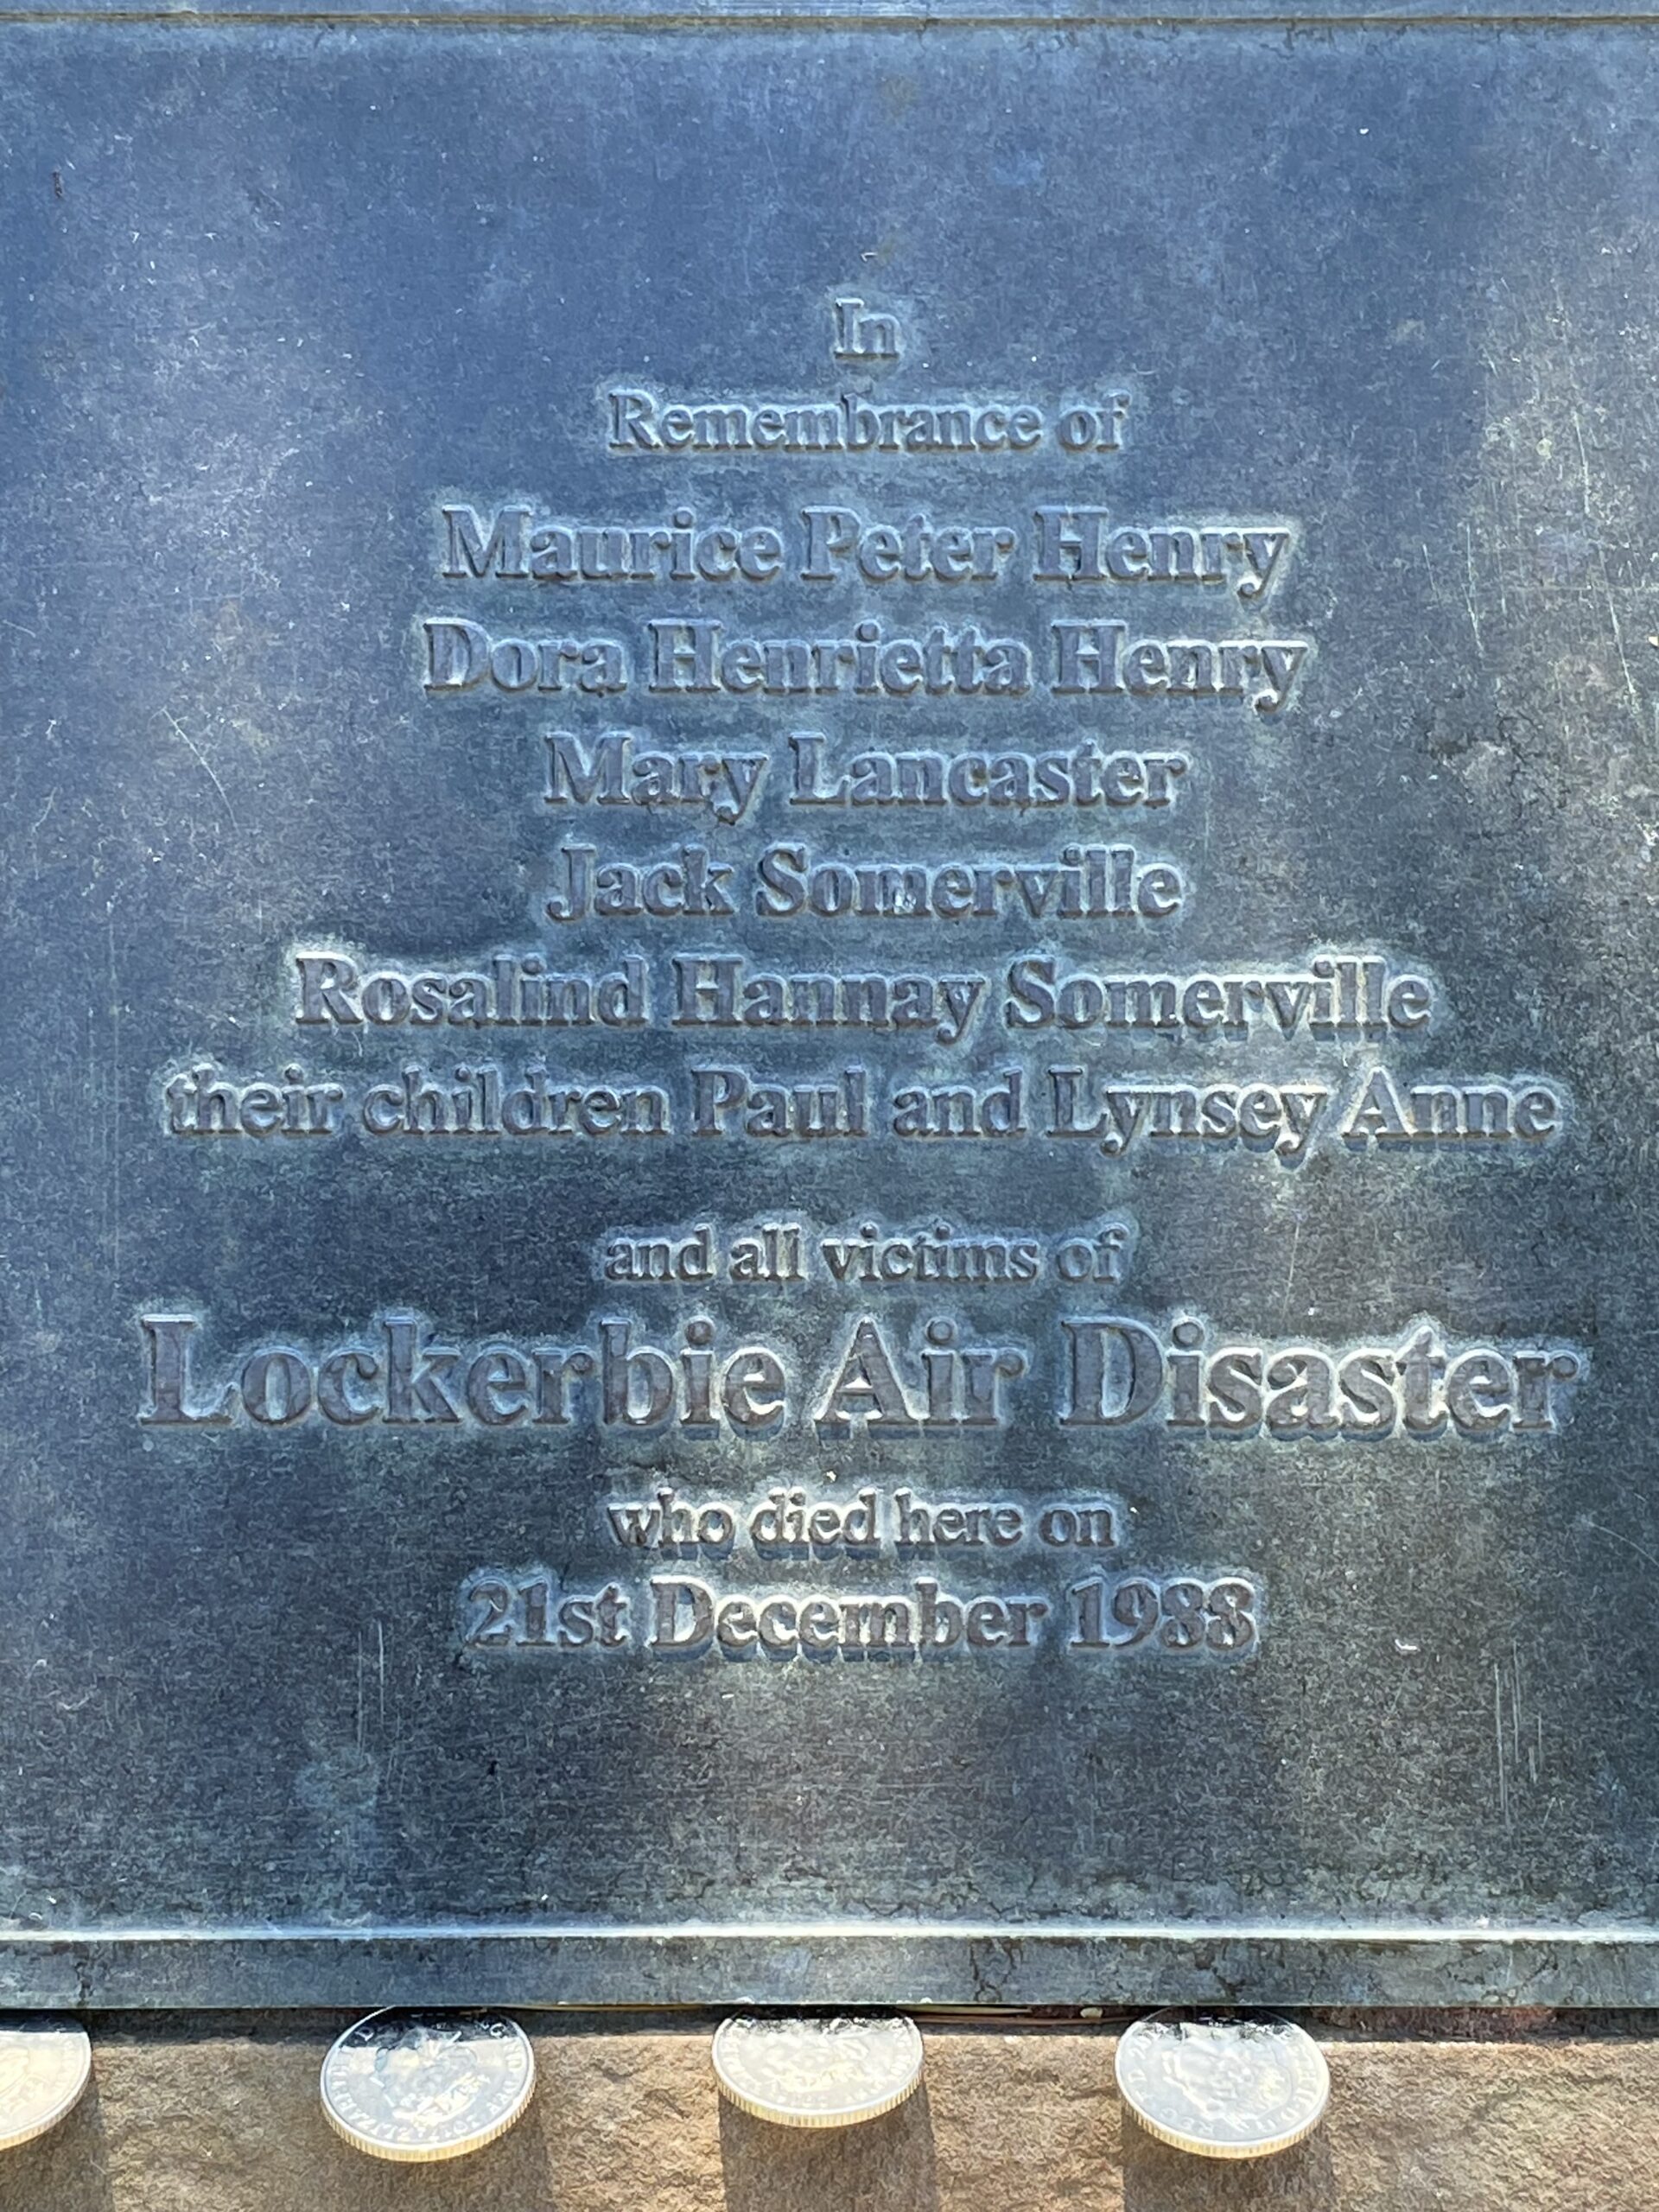 In
Remembrance of
Maurice Peter Henry
Dora Henrietta Henry
Mary Lancaster
Jack Somerville
Rosalind Hannay Somerville
their children Paul and Lynsey Anne
and all victims of
Lockerbie Air Disaster
who died here on
21st December 1988